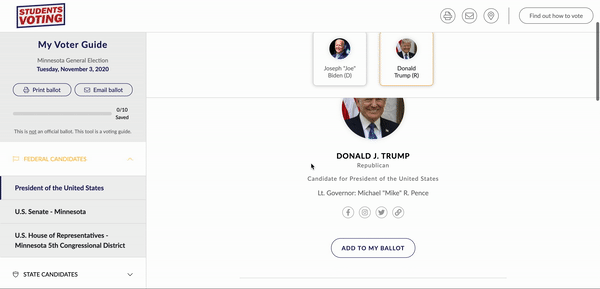 STUDENTS
VOTING
Find out how to vote
My Voter Guide
Minnesota General Election
Tuesday, November 3, 2020
Print ballot
Email ballot
0/10
Saved
This is not an official ballot. This tool is a voting guide.
FEDERAL CANDIDATES
President of the United States
U.S. Senate - Minnesota
U.S. House of Representatives -
Minnesota 5th Congressional District
STATE CANDIDATES
Joseph "Joe"
Biden (D)
Donald
Trump (R)
DONALD J. TRUMP
Republican
Candidate for President of the United States
Lt. Governor: Michael "Mike" R. Pence
ADD TO MY BALLOT